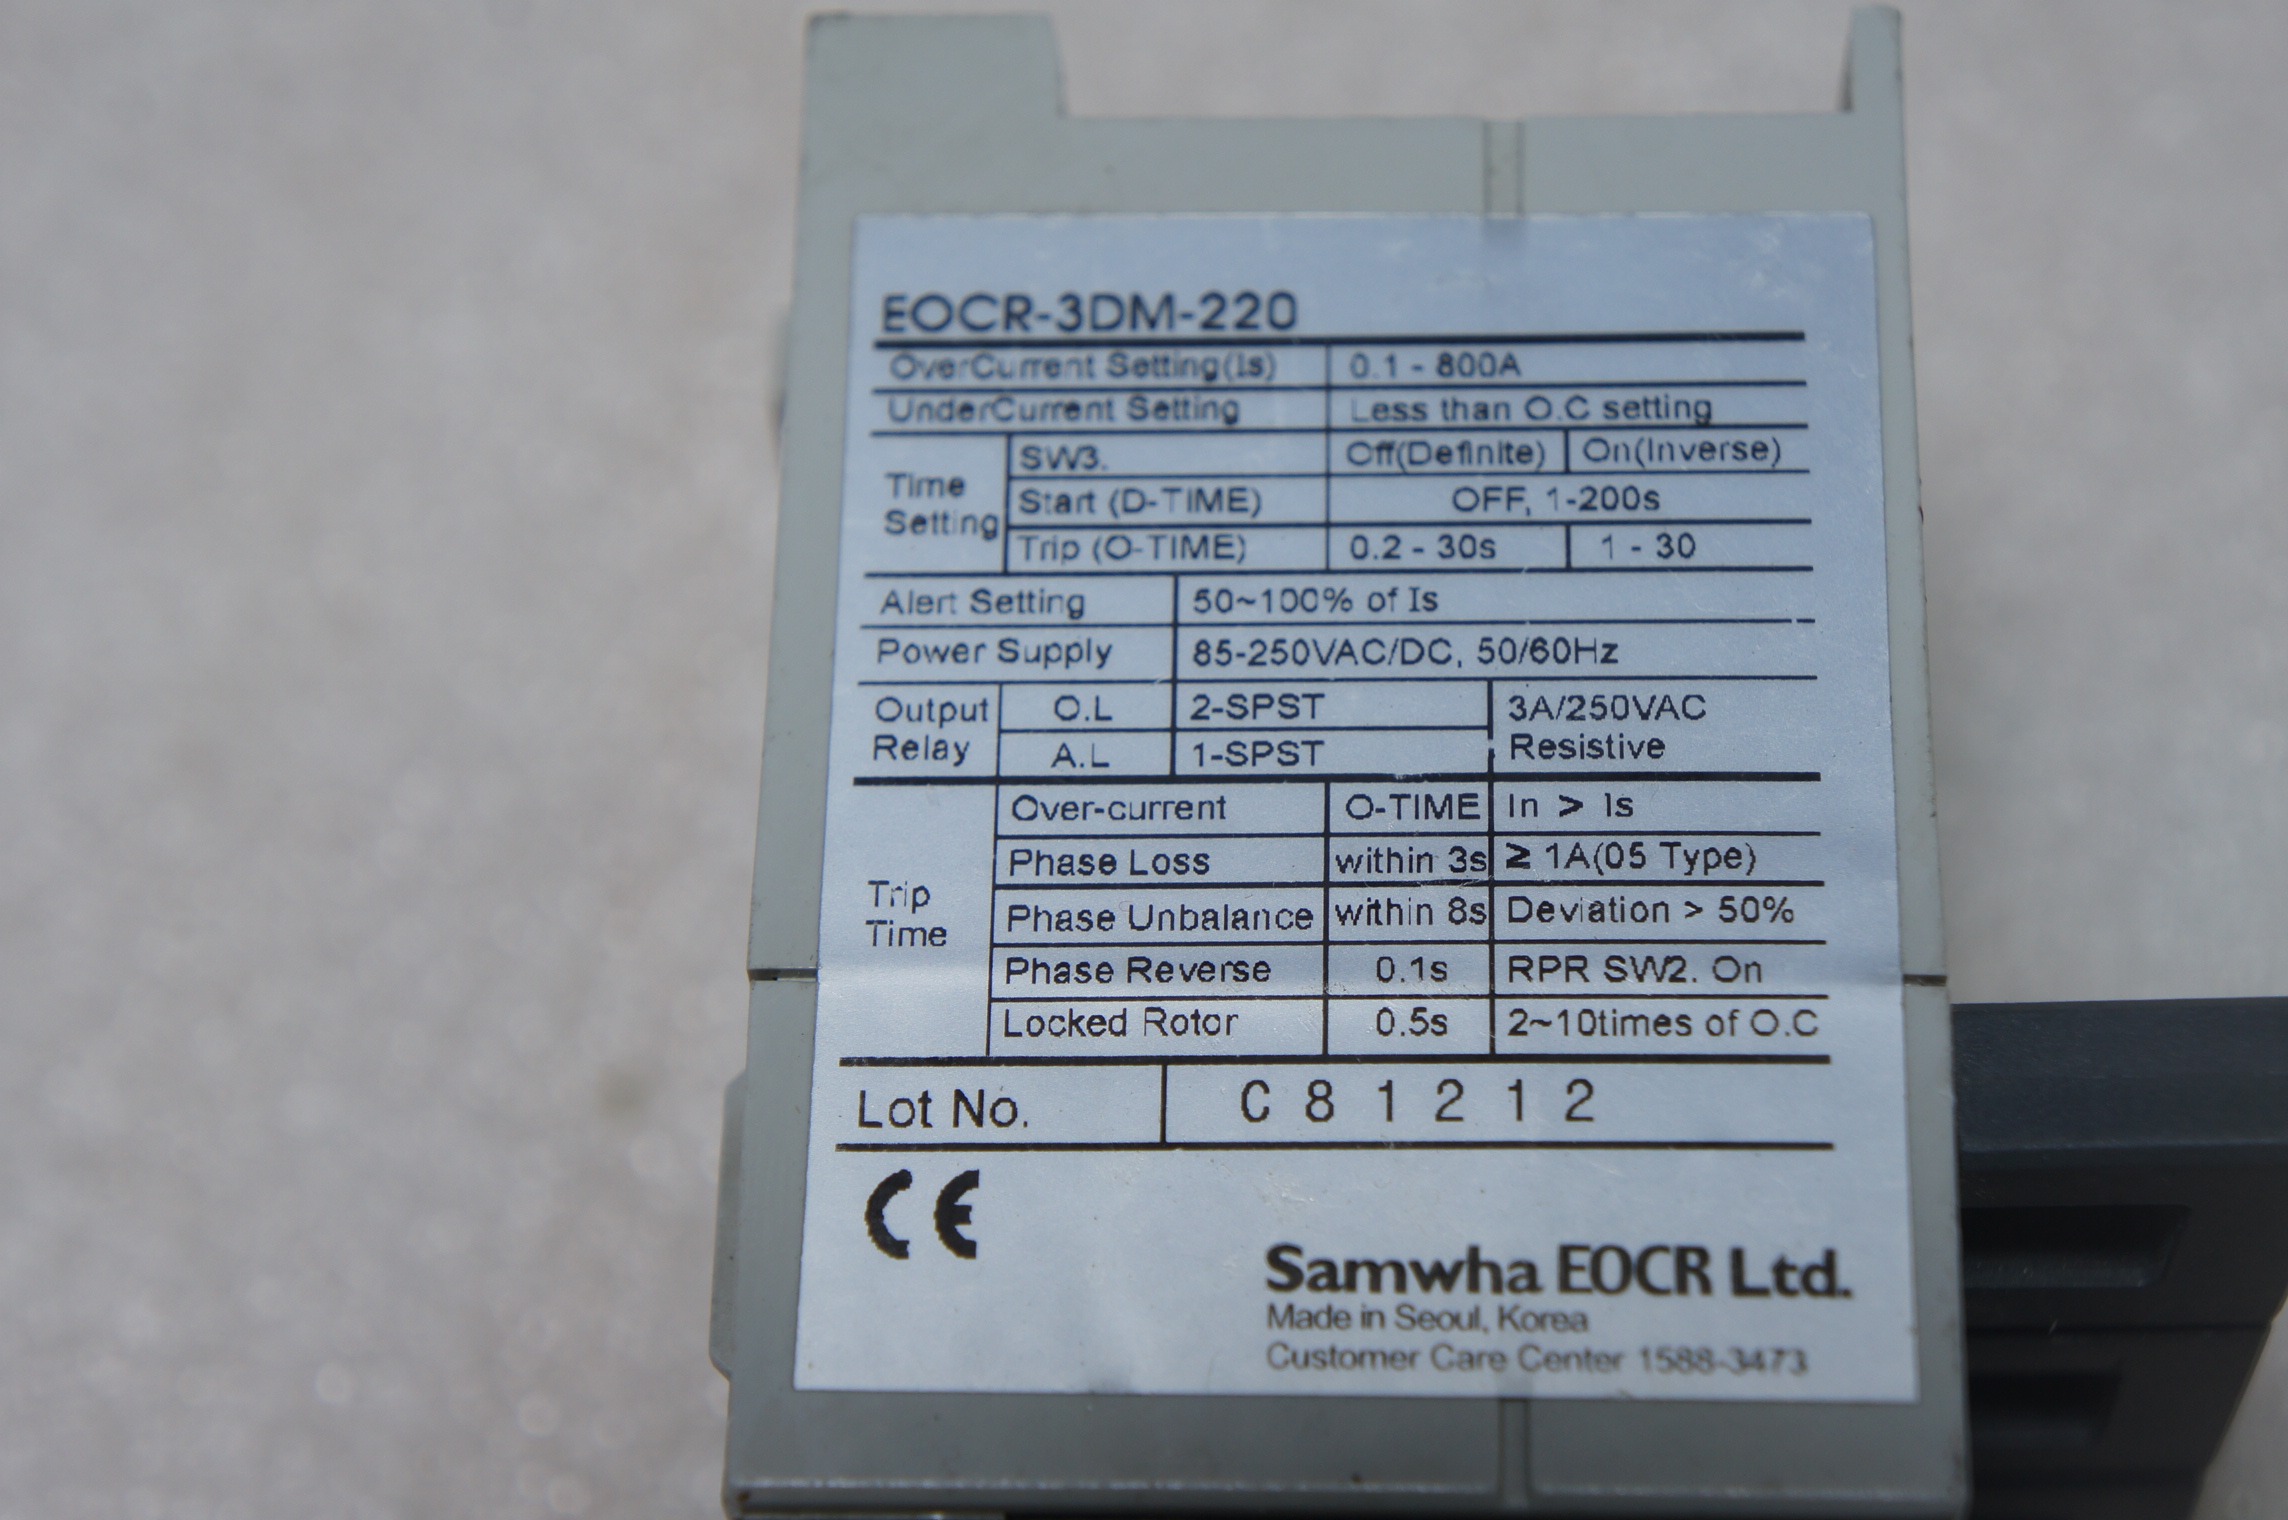 EOCR-3DM-220
OverCurrent Setting(Is) 0.1 - 800A
UnderCurrent Setting Less than O.C setting
Time Setting SW3. Off(Definite) On(Inverse)
Start (D-TIME) OFF, 1-200s
Trip (O-TIME) 0.2 - 30s 1 - 30
Alert Setting 50~100% of Is
Power Supply 85-250VAC/DC, 50/60Hz
Output Relay O.L 2-SPST 3A/250VAC Resistive
A.L 1-SPST
Trip Time Over-current O-TIME In > Is
Phase Loss within 3s ≥ 1A(05 Type)
Phase Unbalance within 8s Deviation > 50%
Phase Reverse 0.1s RPR SW2. On
Locked Rotor 0.5s 2~10times of O.C
Lot No. C 8 1 2 1 2
CE
Samwha EOCR Ltd.
Made in Seoul, Korea
Customer Care Center 1588-3473